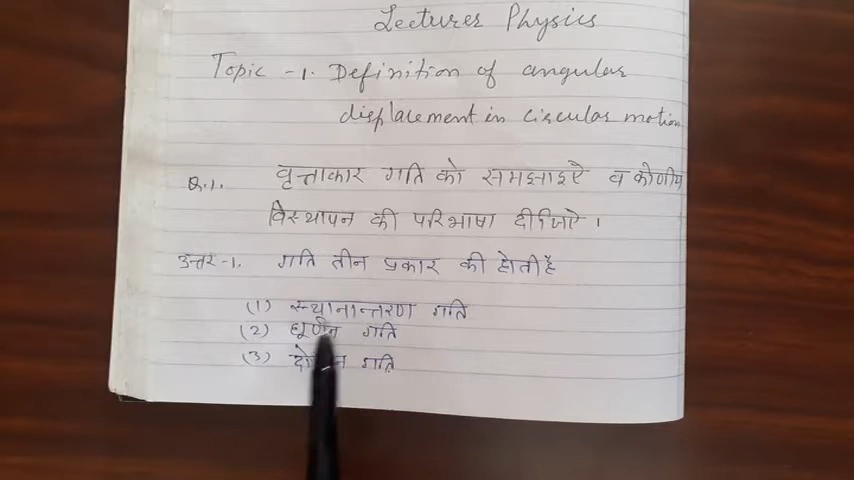 Lecturer Physics
Topic -1. Definition of angular
displacement in circular motion
Q.1. वृत्ताकार गति को समझाइऐ व कोणीय
विस्थापन की परिभाषा दीजिऐ ।
उत्तर-1. गति तीन प्रकार की होती है
(1) स्थानान्तरण गति
(2) घूर्णन गति
(3) गति